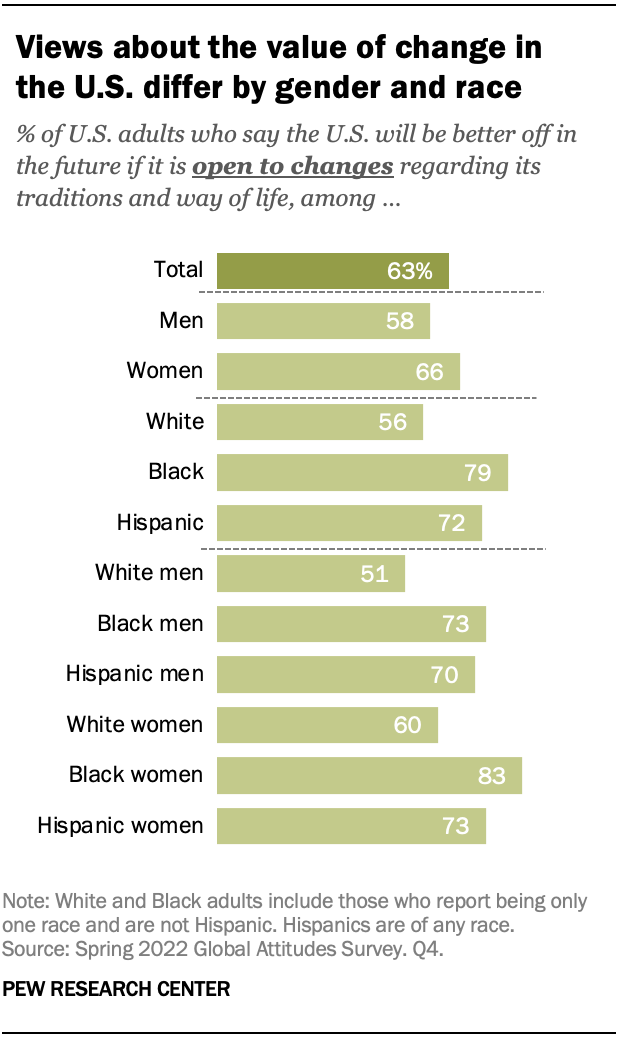 Views about the value of change in
the U.S. differ by gender and race
% of U.S. adults who say the U.S. will be better off in
the future if it is open to changes regarding its
traditions and way of life, among ...
Total 63%
Men 58
Women 66
White 56
Black 79
Hispanic 72
White men 51
Black men 73
Hispanic men 70
White women 60
Black women 83
Hispanic women 73
Note: White and Black adults include those who report being only
one race and are not Hispanic. Hispanics are of any race.
Source: Spring 2022 Global Attitudes Survey. Q4.
PEW RESEARCH CENTER